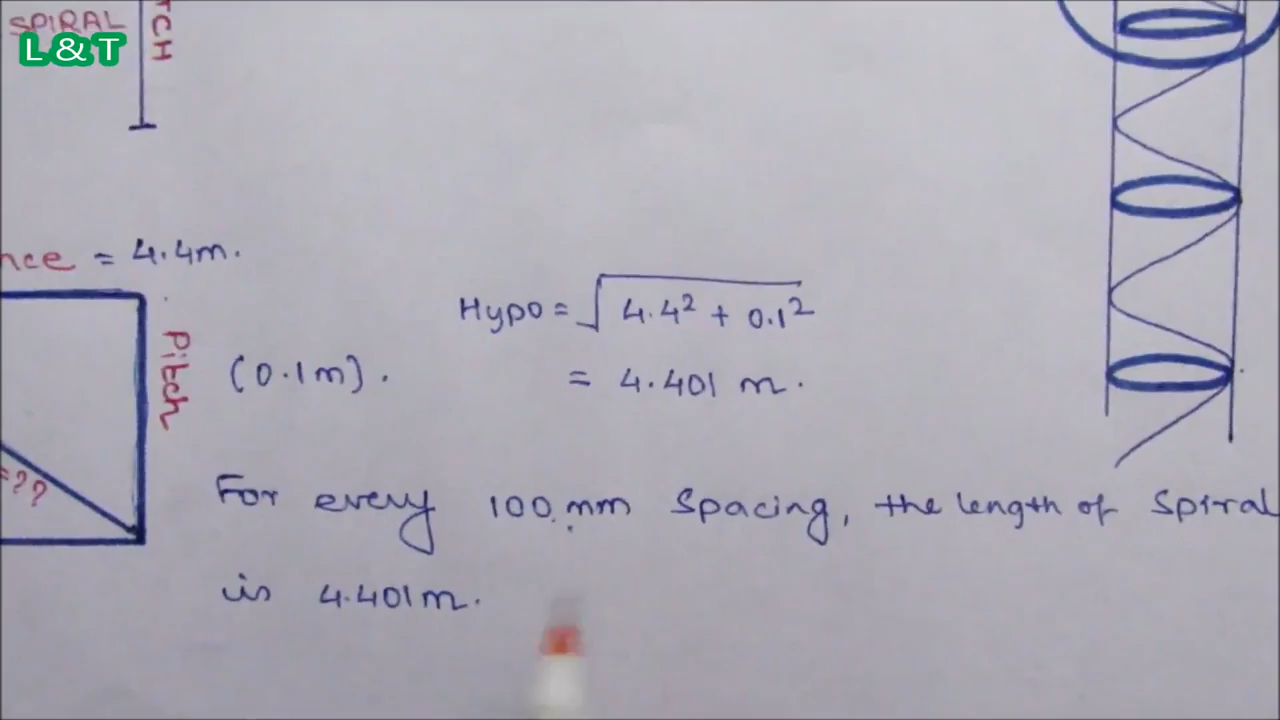 SPIRAL
L&T
TCH
nce = 4.4m.
Hypo = √4.4² + 0.1²
Pitch
(0.1m).
= 4.401 m.
=??
For every 100 mm Spacing, the length of Spiral
is 4.401m.